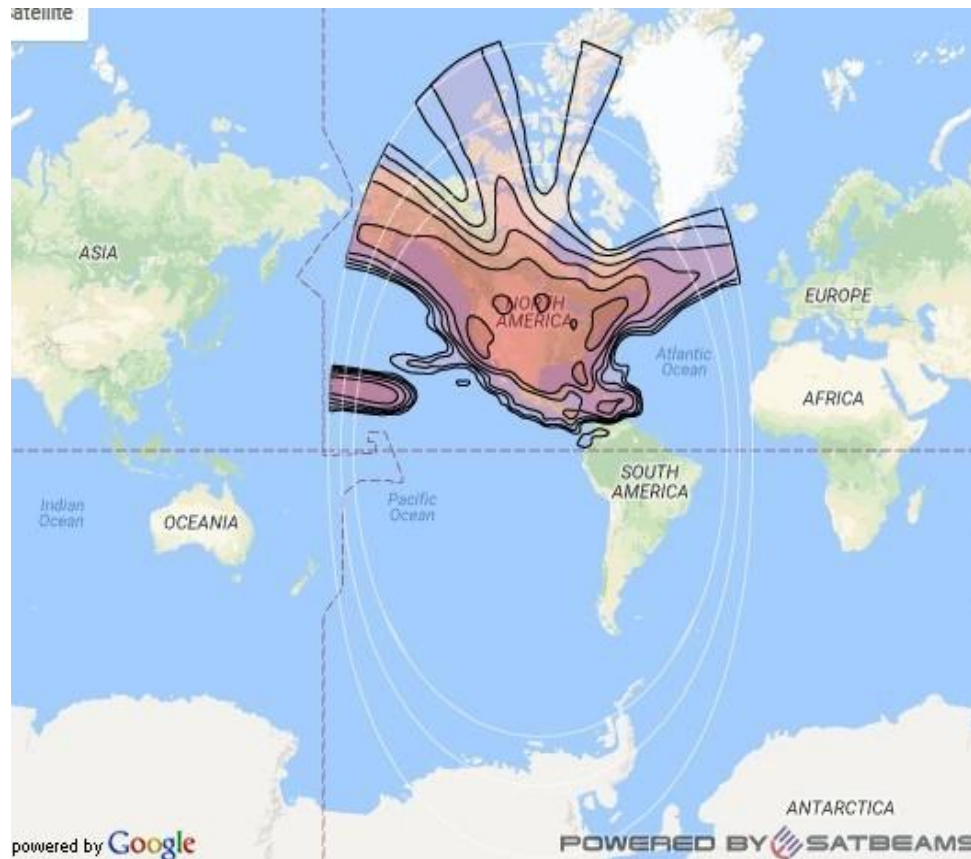 atellite
ASIA
NORTH
AMERICA
EUROPE
Atlantic
Ocean
AFRICA
SOUTH
AMERICA
Indian
Ocean
OCEANIA
Pacific
Ocean
ANTARCTICA
powered by Google
POWERED BY SATBEAMS